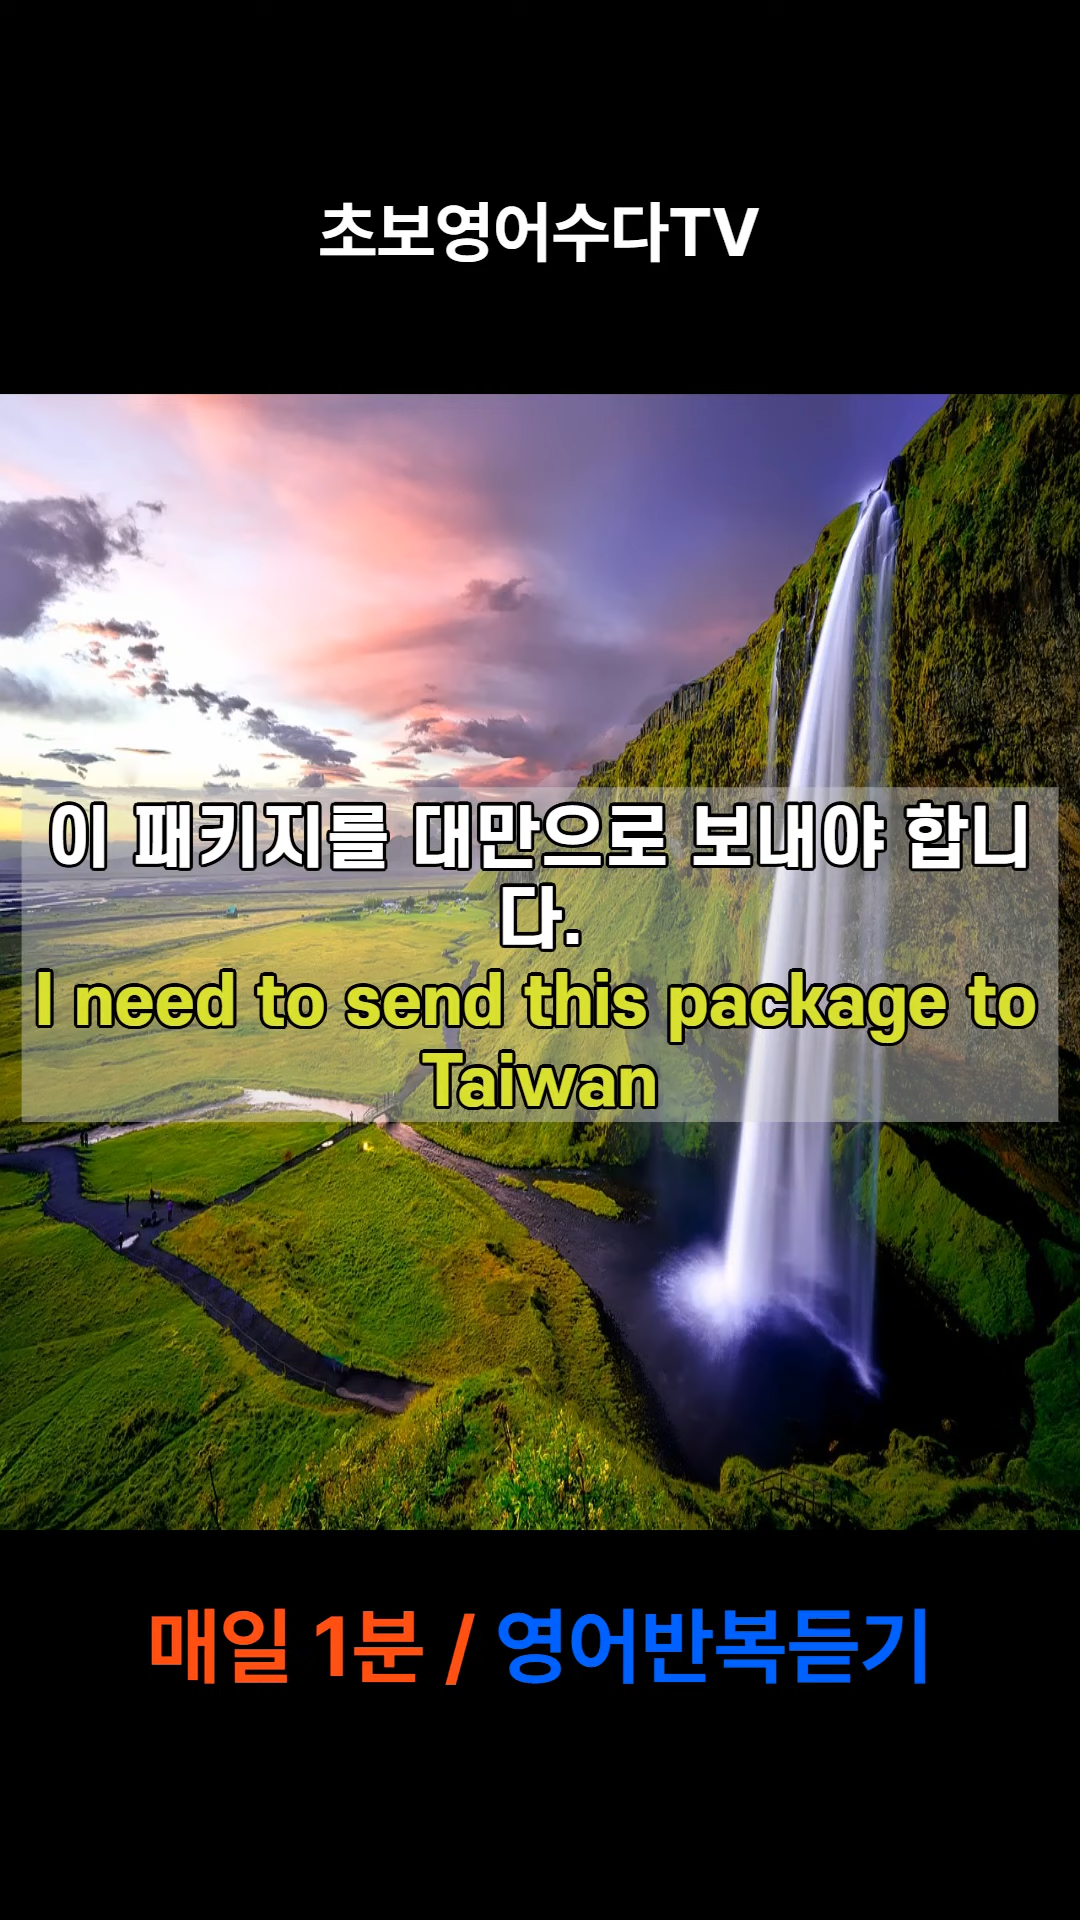 초보영어수다TV
이 패키지를 대만으로 보내야 합니
다.
I need to send this package to
Taiwan
매일 1분 / 영어반복듣기